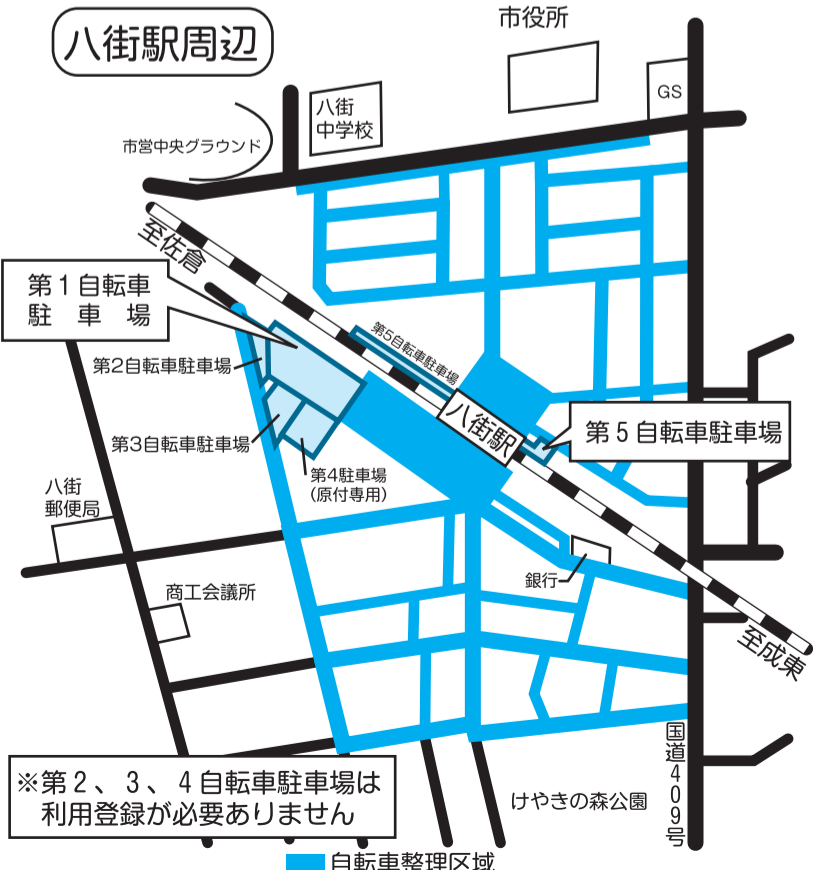 市役所
八街駅周辺
GS
八街
中学校
市営中央グラウンド
至佐倉
第1自転車
駐車場
第5自転車駐車場
第2自転車駐車場
八街駅
第5自転車駐車場
第3自転車駐車場
第4駐車場
(原付専用)
八街
郵便局
銀行
商工会議所
至成東
国道409号
※第2、3、4自転車駐車場は
利用登録が必要ありません
けやきの森公園
自転車整理区域